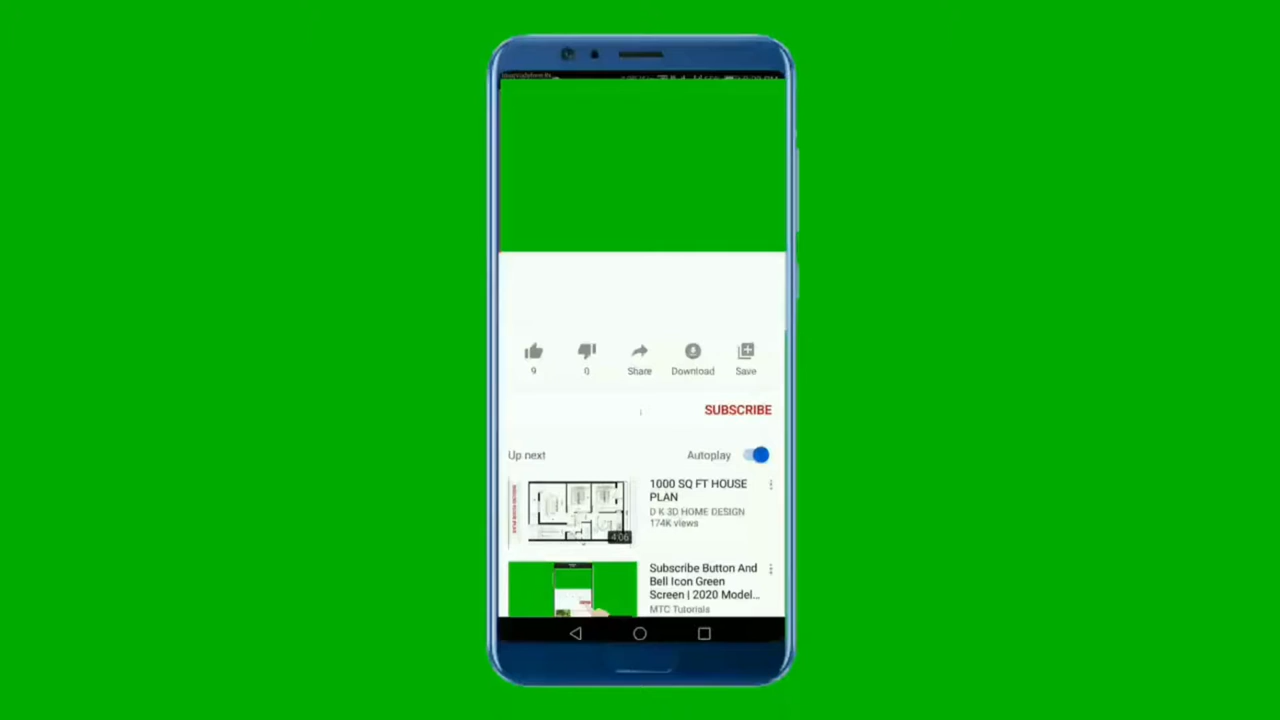 9
0
Share
Download
Save
SUBSCRIBE
Up next
Autoplay
1000 SQ FT HOUSE
PLAN
D K 3D HOME DESIGN
174K views
4:06
Subscribe Button And
Bell Icon Green
Screen | 2020 Model...
MTC Tutorials